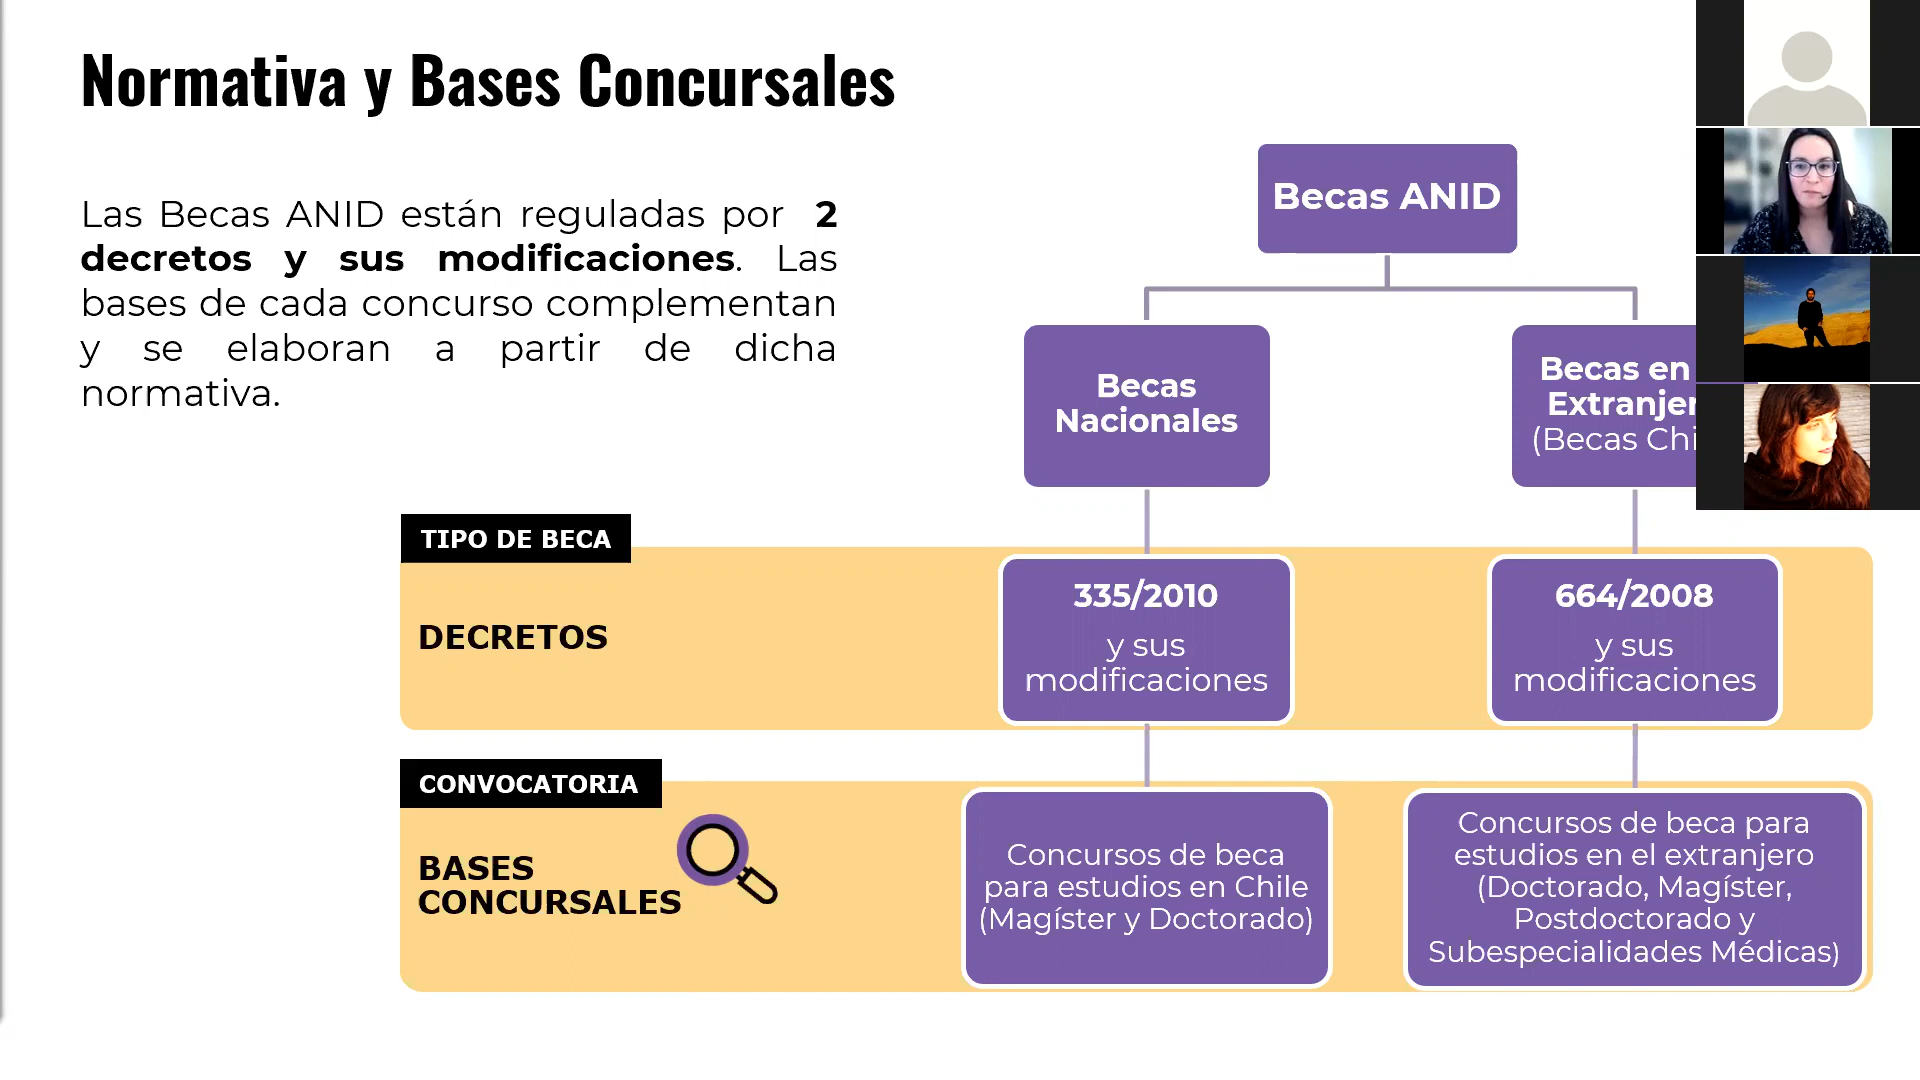 Normativa y Bases Concursales
Las Becas ANID están reguladas por 2
decretos y sus modificaciones. Las
bases de cada concurso complementan
y se elaboran a partir de dicha
normativa.
Becas ANID
Becas
Nacionales
Becas en
Extranjer
(Becas Chi
TIPO DE BECA
DECRETOS
335/2010
y sus
modificaciones
664/2008
y sus
modificaciones
CONVOCATORIA
BASES
CONCURSALES
Concursos de beca
para estudios en Chile
(Magíster y Doctorado)
Concursos de beca para
estudios en el extranjero
(Doctorado, Magíster,
Postdoctorado y
Subespecialidades Médicas)